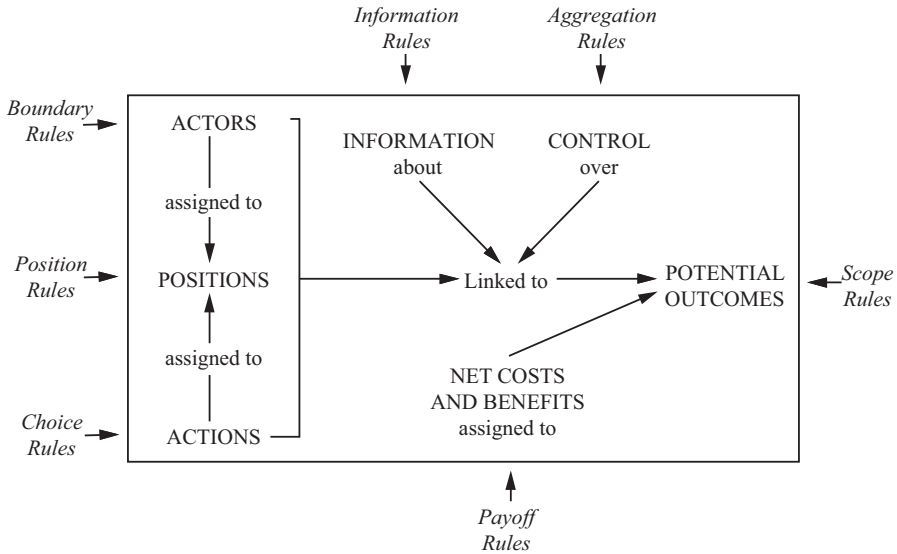 Information
Rules
Aggregation
Rules
Boundary
Rules
ACTORS
INFORMATION
about
CONTROL
over
assigned to
Position
Rules
POSITIONS
Linked to
POTENTIAL
OUTCOMES
Scope
Rules
assigned to
NET COSTS
AND BENEFITS
assigned to
Choice
Rules
ACTIONS
Payoff
Rules